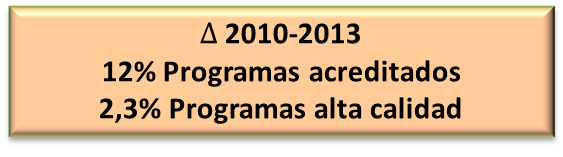 Δ 2010-2013
12% Programas acreditados
2,3% Programas alta calidad